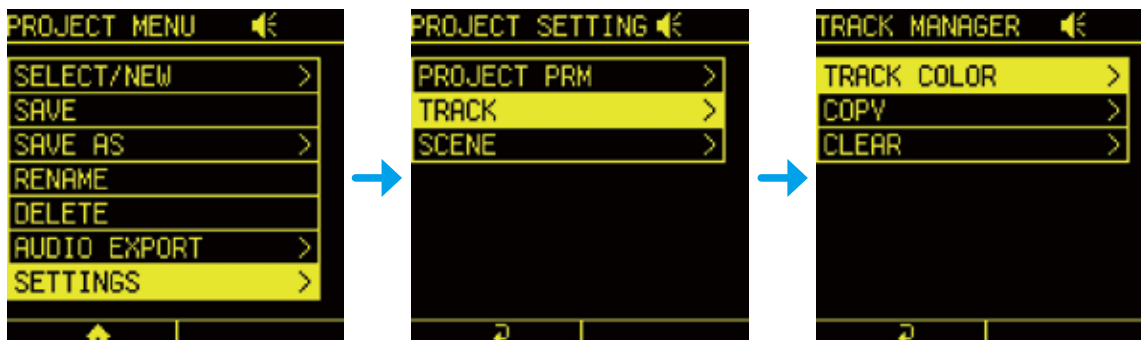 PROJECT MENU
SELECT/NEW >
SAVE
SAVE AS >
RENAME
DELETE
AUDIO EXPORT >
SETTINGS >
PROJECT SETTING
PROJECT PRM >
TRACK >
SCENE >
TRACK MANAGER
TRACK COLOR >
COPY >
CLEAR >